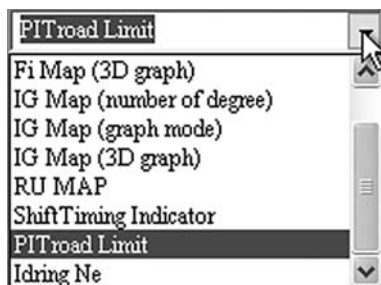 PITroad Limit
Fi Map (3D graph)
IG Map (number of degree)
IG Map (graph mode)
IG Map (3D graph)
RU MAP
ShiftTiming Indicator
PITroad Limit
Idring Ne